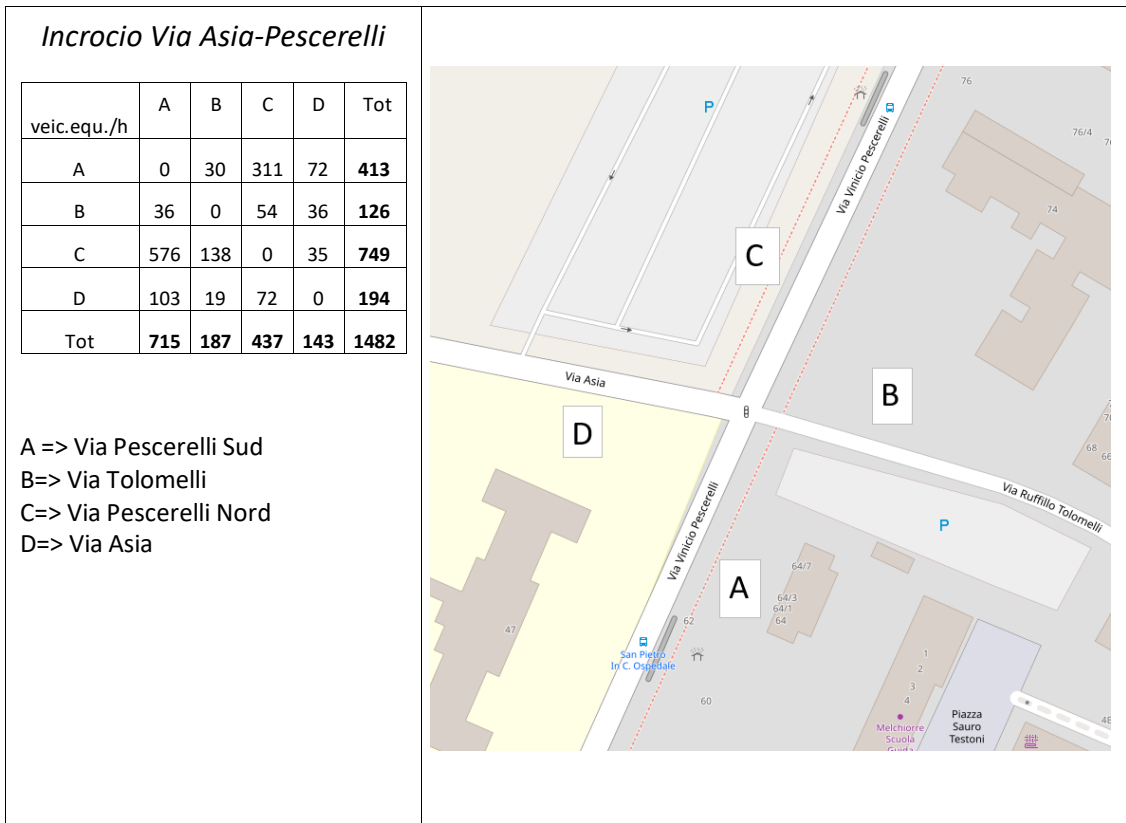 Incrocio Via Asia-Pescerelli
veic.equ./h A B C D Tot
A 0 30 311 72 413
B 36 0 54 36 126
C 576 138 0 35 749
D 103 19 72 0 194
Tot 715 187 437 143 1482
A => Via Pescerelli Sud
B=> Via Tolomelli
C=> Via Pescerelli Nord
D=> Via Asia
76
P
Via Vinicio Pescerelli
76/4
74
C
Via Asia
B
D
68
Via Ruffillo Tolomelli
P
Via Vinicio Pescerelli
A
64/7
64/3
64/1
64
62
47
San Pietro
In C. Ospedale
60
1
2
3
4
Melchiorre
Scuola
Guida
Piazza
Sauro
Testoni